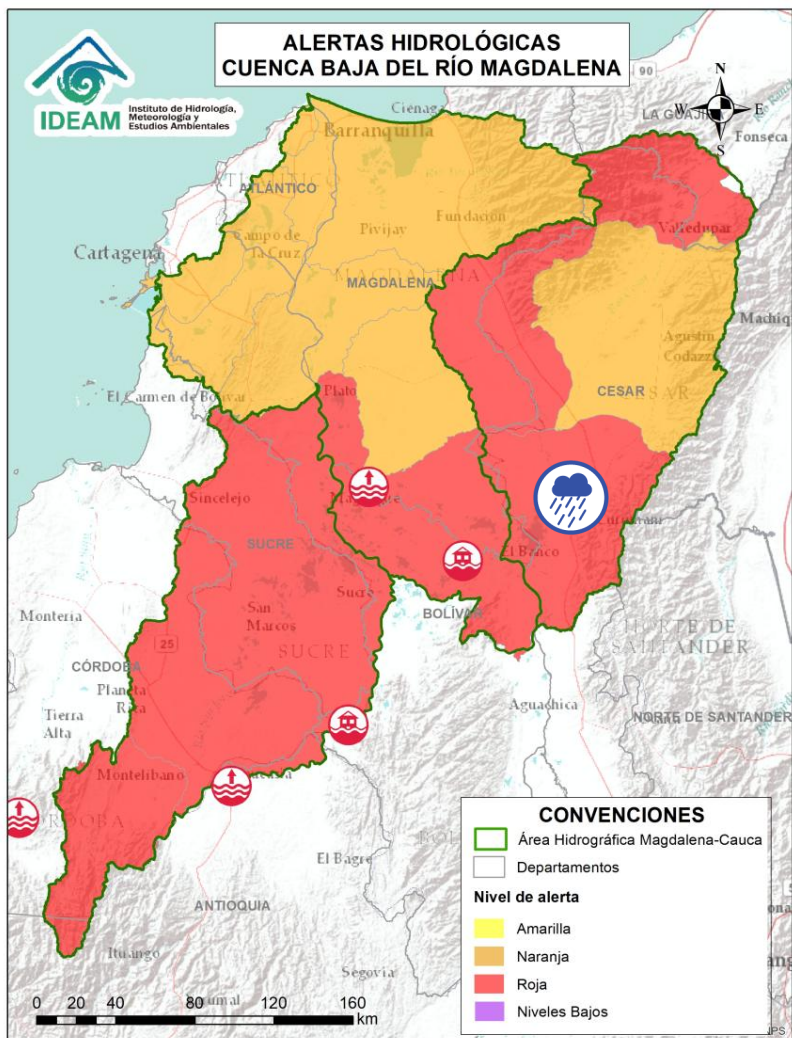 ALERTAS HIDROLÓGICAS
CUENCA BAJA DEL RÍO MAGDALENA
IDEAM
Instituto de Hidrología,
Meteorología y
Estudios Ambientales
N
W
E
S
90
LA GUAJIRA
Fonseca
Ciénaga
Barranquilla
ATLÁNTICO
Valledupar
Fundación
Pivijay
Campo de
la Cruz
Cartagena
MAGDALENA
MAGDALENA
Machiq
Agustín
Codazzi
CESAR
El Carmen de Bolívar
Plato
Sincelejo
SUCRE
El Banco
Sucre
San
Marcos
SUCRE
BOLÍVAR
Montería
25
CÓRDOBA
Planeta
Rica
Tierra
Alta
NORTE DE
SANTANDER
NORTE DE SANTANDER
Aguachica
Montelíbano
El Bagre
ANTIOQUIA
Ituango
Segovia
0 20 40 80 120 160
km
CONVENCIONES
Área Hidrográfica Magdalena-Cauca
Departamentos
Nivel de alerta
Amarilla
Naranja
Roja
Niveles Bajos